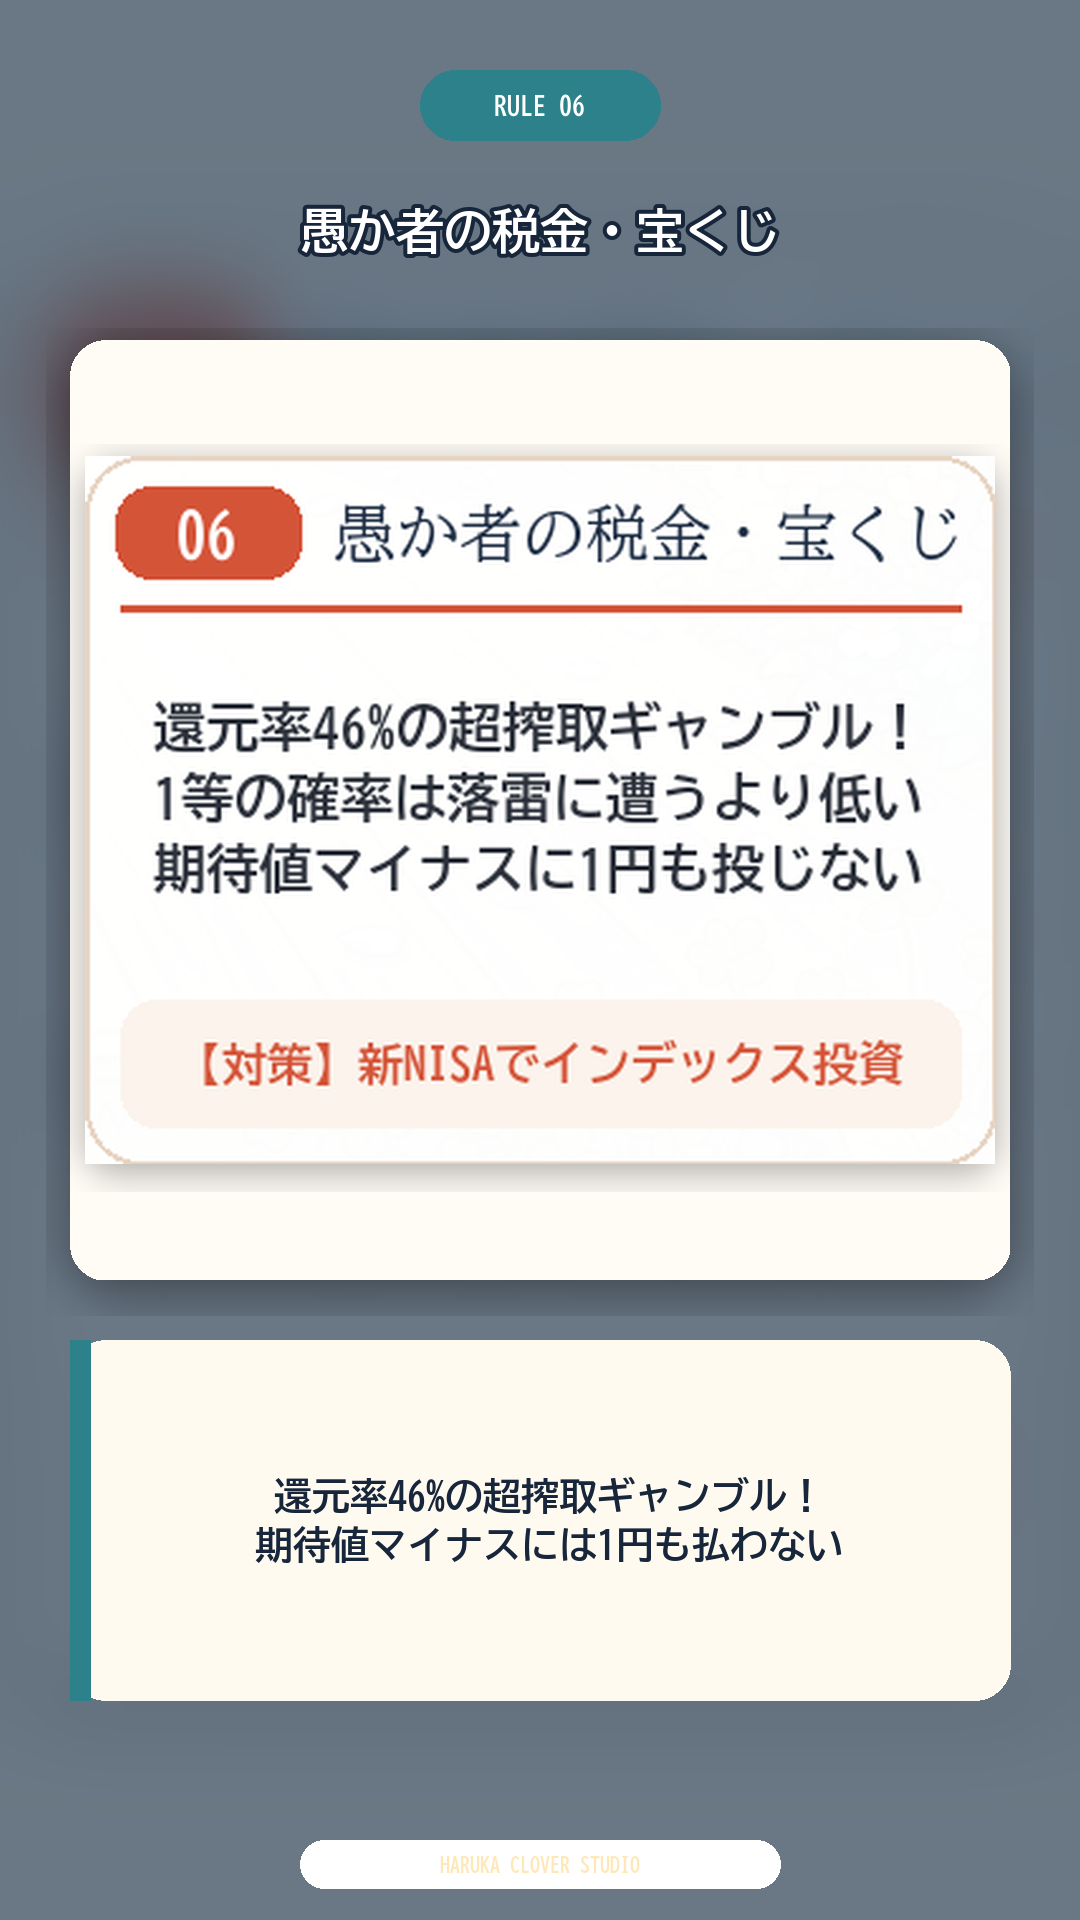 RULE 06
愚か者の税金・宝くじ
06 愚か者の税金・宝くじ
還元率46%の超搾取ギャンブル！
1等の確率は落雷に遭うより低い
期待値マイナスに1円も投じない
【対策】新NISAでインデックス投資
還元率46%の超搾取ギャンブル！
期待値マイナスには1円も払わない
HARUKA CLOVER STUDIO